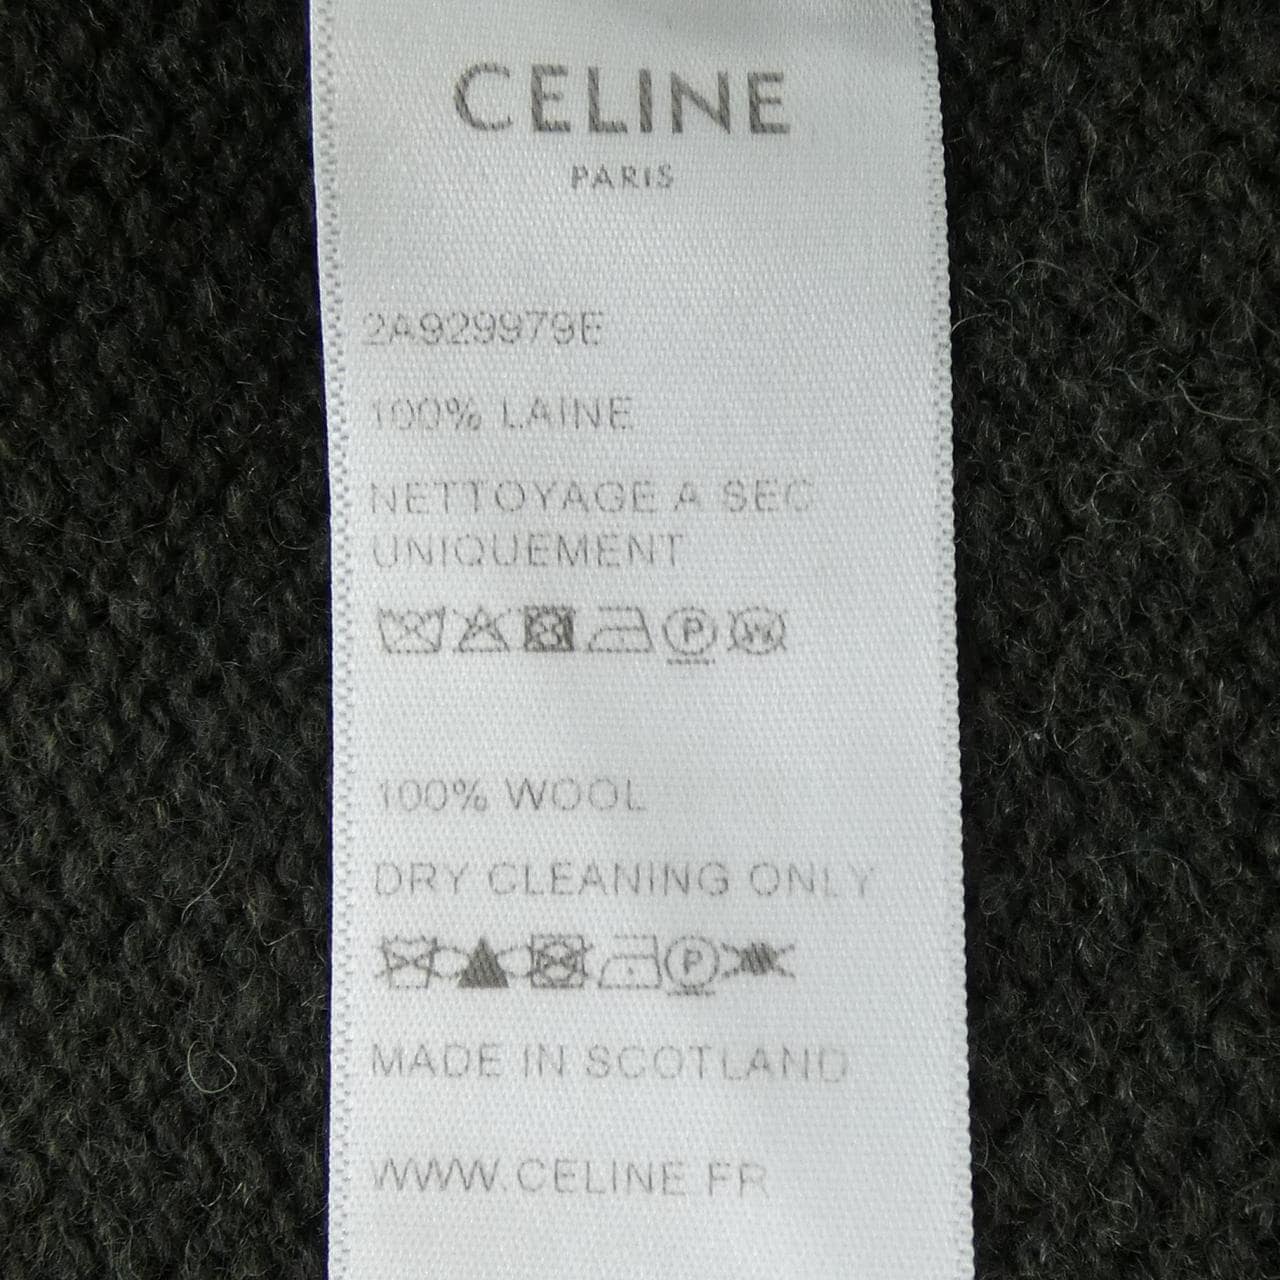 CELINE
PARIS
2A929979E
100% LAINE
NETTOYAGE A SEC
UNIQUEMENT
P W
100% WOOL
DRY CLEANING ONLY
P
MADE IN SCOTLAND
WWW.CELINE.FR